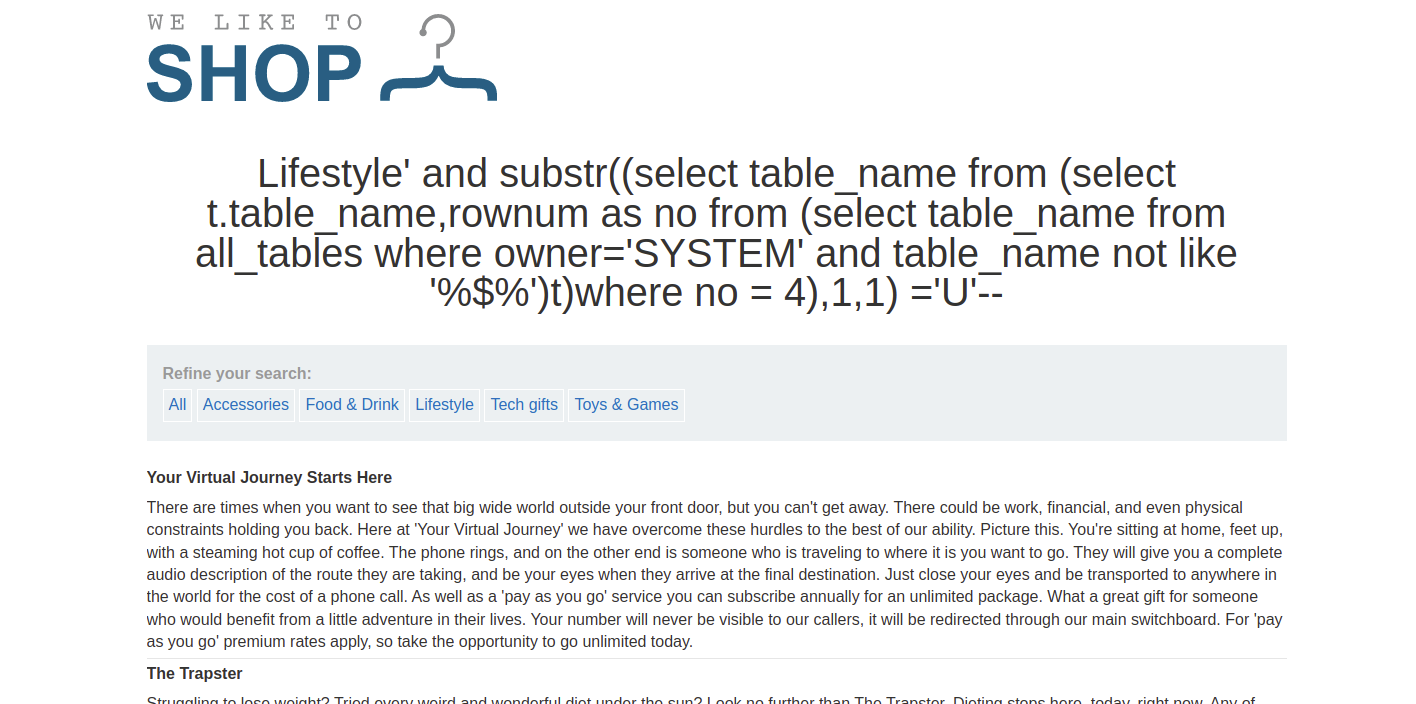 WE LIKE TO
SHOP
Lifestyle' and substr((select table_name from (select
t.table_name,rownum as no from (select table_name from
all_tables where owner='SYSTEM' and table_name not like
'%$%')t)where no = 4),1,1) ='U'--
Refine your search:
All Accessories Food & Drink Lifestyle Tech gifts Toys & Games
Your Virtual Journey Starts Here
There are times when you want to see that big wide world outside your front door, but you can't get away. There could be work, financial, and even physical
constraints holding you back. Here at 'Your Virtual Journey' we have overcome these hurdles to the best of our ability. Picture this. You're sitting at home, feet up,
with a steaming hot cup of coffee. The phone rings, and on the other end is someone who is traveling to where it is you want to go. They will give you a complete
audio description of the route they are taking, and be your eyes when they arrive at the final destination. Just close your eyes and be transported to anywhere in
the world for the cost of a phone call. As well as a 'pay as you go' service you can subscribe annually for an unlimited package. What a great gift for someone
who would benefit from a little adventure in their lives. Your number will never be visible to our callers, it will be redirected through our main switchboard. For 'pay
as you go' premium rates apply, so take the opportunity to go unlimited today.
The Trapster
Struggling to lose weight? Tried every weird and wonderful diet under the sun? Look no further than The Trapster. Dieting stops here, today, right now. Any of